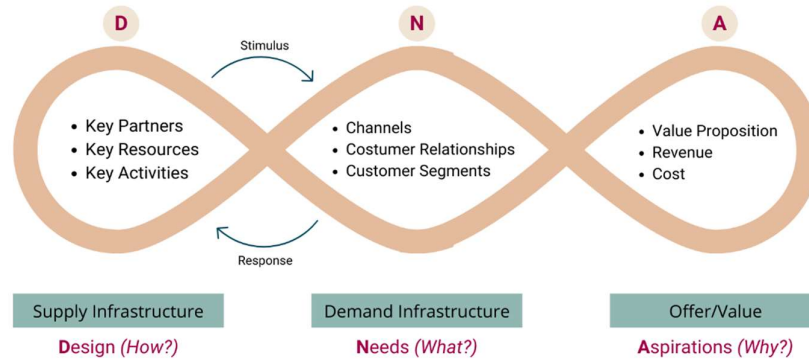 D
N
A
Stimulus
• Key Partners
• Key Resources
• Key Activities
• Channels
• Costumer Relationships
• Customer Segments
• Value Proposition
• Revenue
• Cost
Response
Supply Infrastructure
Demand Infrastructure
Offer/Value
Design (How?)
Needs (What?)
Aspirations (Why?)